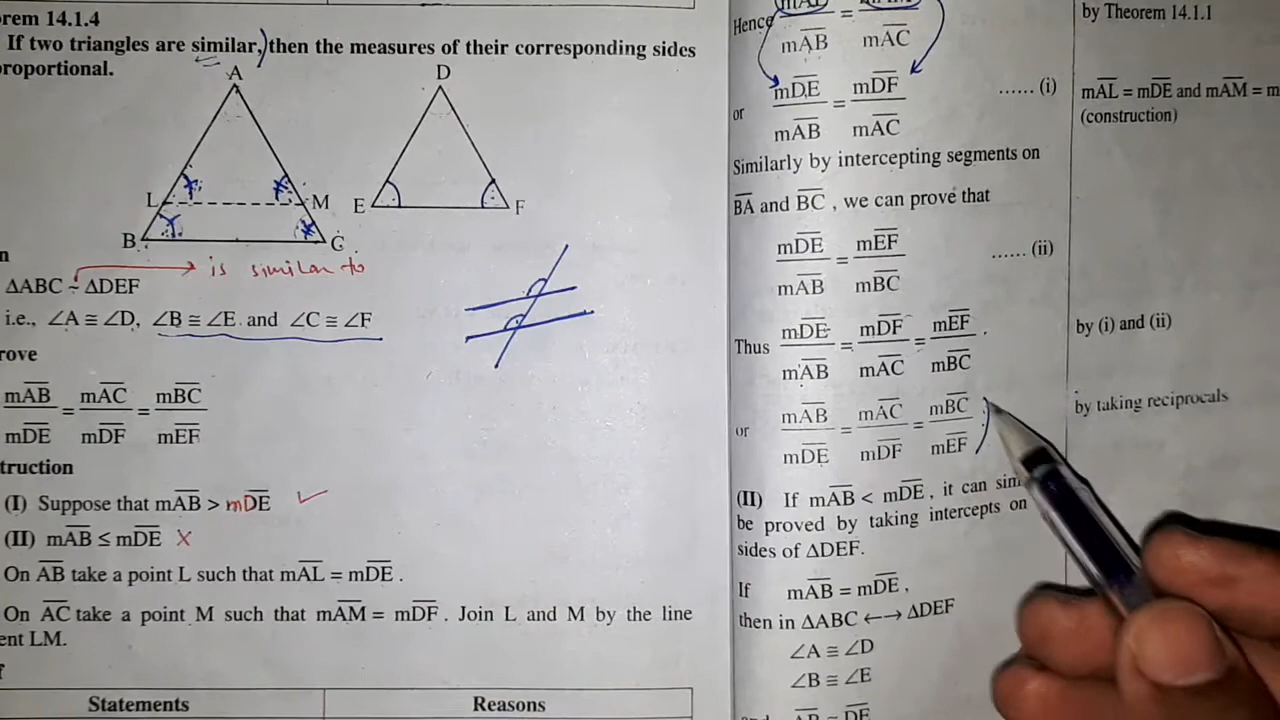 rem 14.1.4
If two triangles are similar, then the measures of their corresponding sides
roportional.
A
D
L
M
E
F
B
C
is similar to
n
ΔABC ~ ΔDEF
i.e., ∠A ≅ ∠D, ∠B ≅ ∠E and ∠C ≅ ∠F
rove
mAB/mDE = mAC/mDF = mBC/mEF
truction
(I) Suppose that mAB > mDE
(II) mAB ≤ mDE X
On AB take a point L such that mAL = mDE.
On AC take a point M such that mAM = mDF. Join L and M by the line
ent LM.
f
Statements Reasons
Hence mAL/mAB = mAM/mAC by Theorem 14.1.1
or mDE/mAB = mDF/mAC ...... (i) mAL = mDE and mAM = m
(construction)
Similarly by intercepting segments on
BA and BC, we can prove that
mDE/mAB = mEF/mBC ...... (ii)
Thus mDE/mAB = mDF/mAC = mEF/mBC. by (i) and (ii)
or mAB/mDE = mAC/mDF = mBC/mEF by taking reciprocals
(II) If mAB < mDE, it can sim
be proved by taking intercepts on
sides of ΔDEF.
If mAB = mDE,
then in ΔABC ←→ ΔDEF
∠A ≅ ∠D
∠B ≅ ∠E